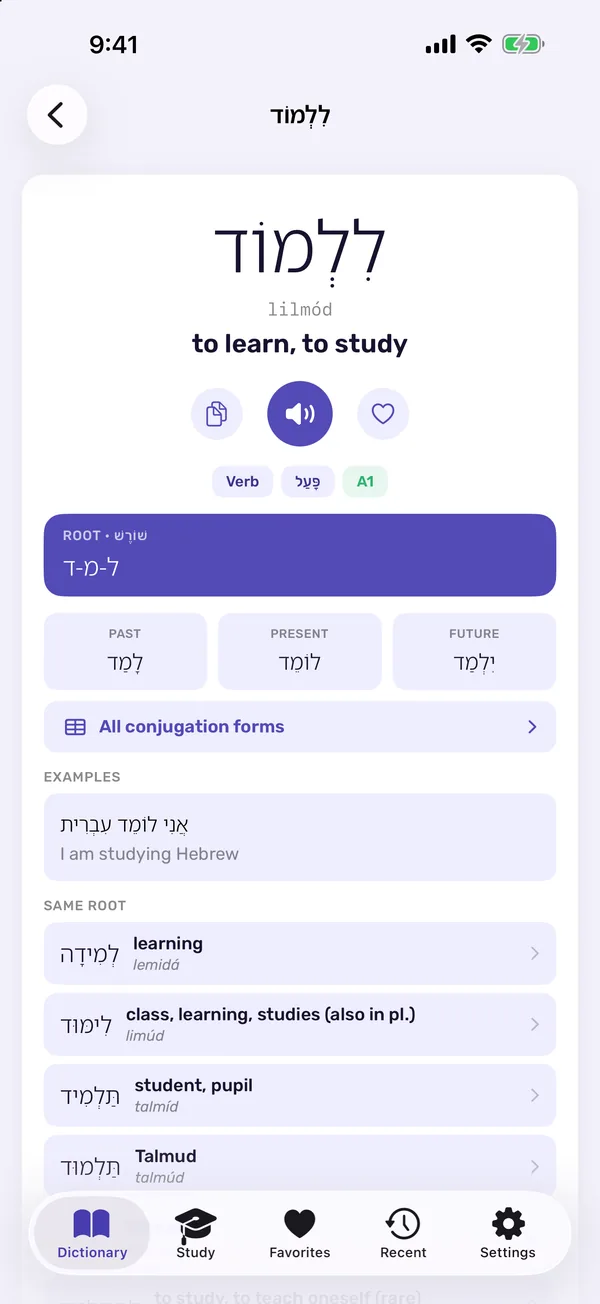 9:41
לִלְמוֹד
לִלְמוֹד
lilmód
to learn, to study
Verb
פָּעַל
A1
ROOT • שׁוֹרֶשׁ
ל-מ-ד
PAST
PRESENT
FUTURE
לָמַד
לוֹמֵד
יִלְמַד
All conjugation forms
EXAMPLES
אֲנִי לוֹמֵד עִבְרִית
I am studying Hebrew
SAME ROOT
לְמִידָה
learning
lemidá
לִימּוּד
class, learning, studies (also in pl.)
limúd
תַּלְמִיד
student, pupil
talmíd
תַּלְמוּד
Talmud
talmúd
Dictionary
Study
Favorites
Recent
Settings
to study, to teach oneself (rare)